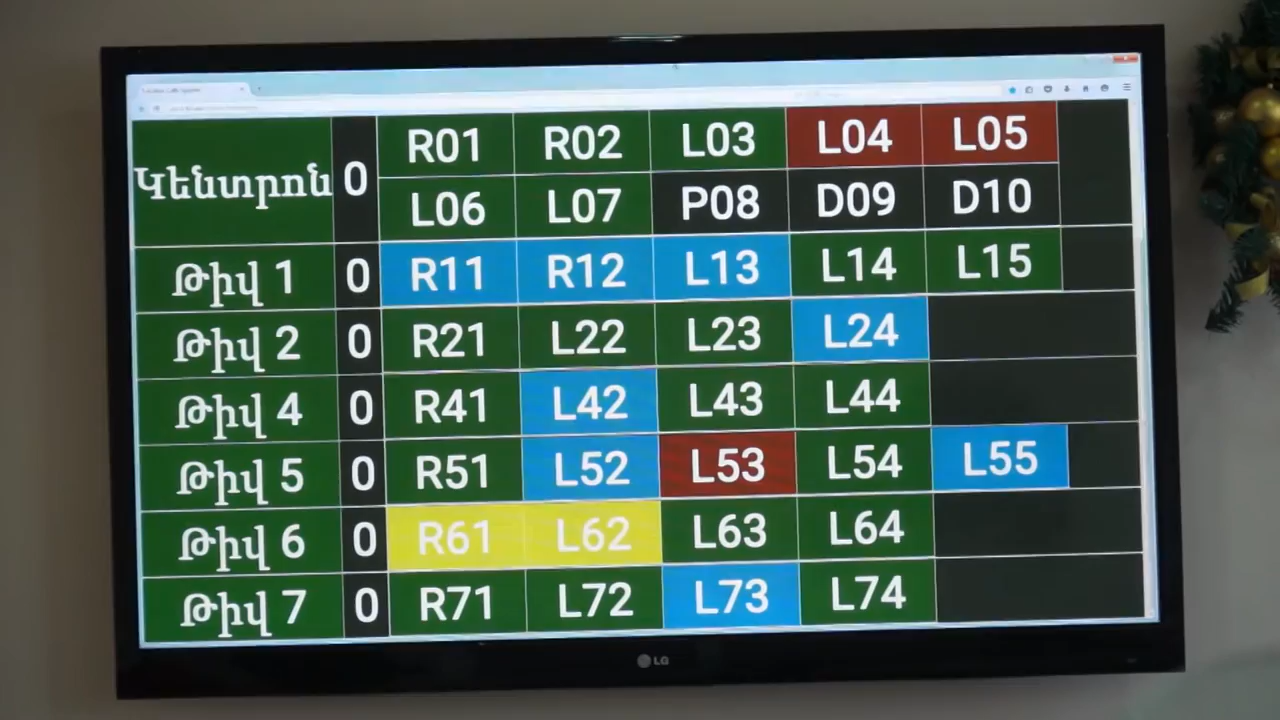 Կենտրոն 0 R01 R02 L03 L04 L05
L06 L07 P08 D09 D10
Թիվ 1 0 R11 R12 L13 L14 L15
Թիվ 2 0 R21 L22 L23 L24
Թիվ 4 0 R41 L42 L43 L44
Թիվ 5 0 R51 L52 L53 L54 L55
Թիվ 6 0 R61 L62 L63 L64
Թիվ 7 0 R71 L72 L73 L74
LG